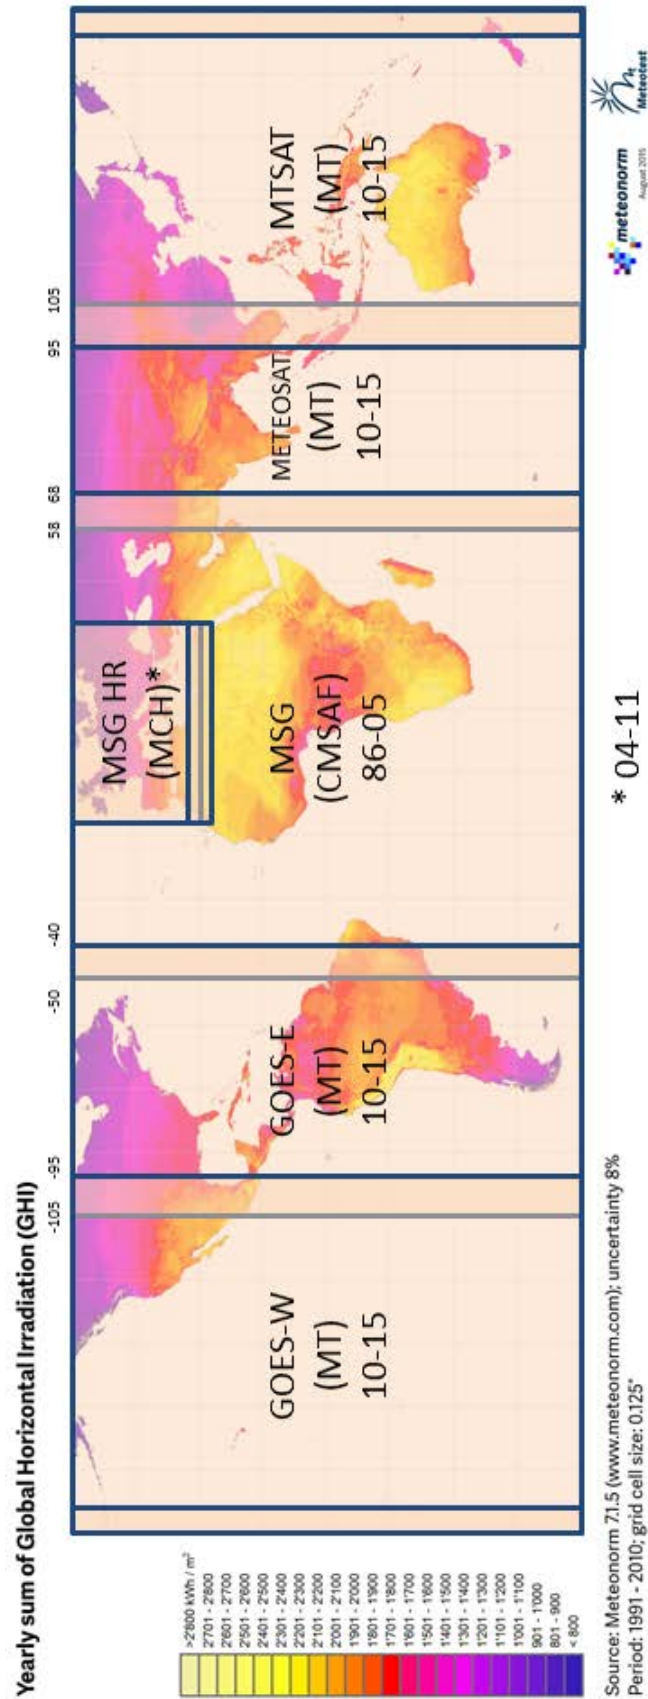 Yearly sum of Global Horizontal Irradiation (GHI)
-105
-95
-50
-40
58
68
95
105
GOES-W
(MT)
10-15
GOES-E
(MT)
10-15
MSG HR
(MCH)*
MSG
(CMSAF)
86-05
METEOSAT
(MT)
10-15
MTSAT
(MT)
10-15
>2'800 kWh / m²
2'701 - 2'800
2'601 - 2'700
2'501 - 2'600
2'401 - 2'500
2'301 - 2'400
2'201 - 2'300
2'101 - 2'200
2'001 - 2'100
1'901 - 2'000
1'801 - 1'900
1'701 - 1'800
1'601 - 1'700
1'501 - 1'600
1'401 - 1'500
1'301 - 1'400
1'201 - 1'300
1'101 - 1'200
1'001 - 1'100
901 - 1'000
801 - 900
< 800
Source: Meteonorm 7.1.5 (www.meteonorm.com); uncertainty 8%
Period: 1991 - 2010; grid cell size: 0.125°
* 04-11
meteonorm
August 2015
Meteotest